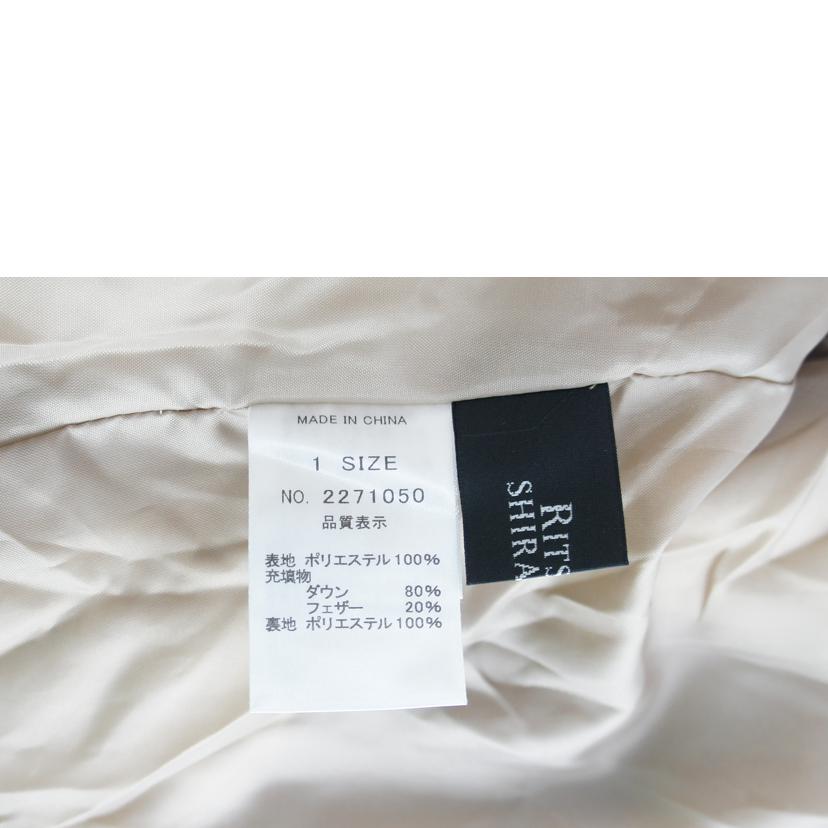 MADE IN CHINA
1 SIZE
NO. 2271050
品質表示
表地 ポリエステル 100%
充填物
ダウン 80%
フェザー 20%
裏地 ポリエステル 100%
RITS
SHIRA